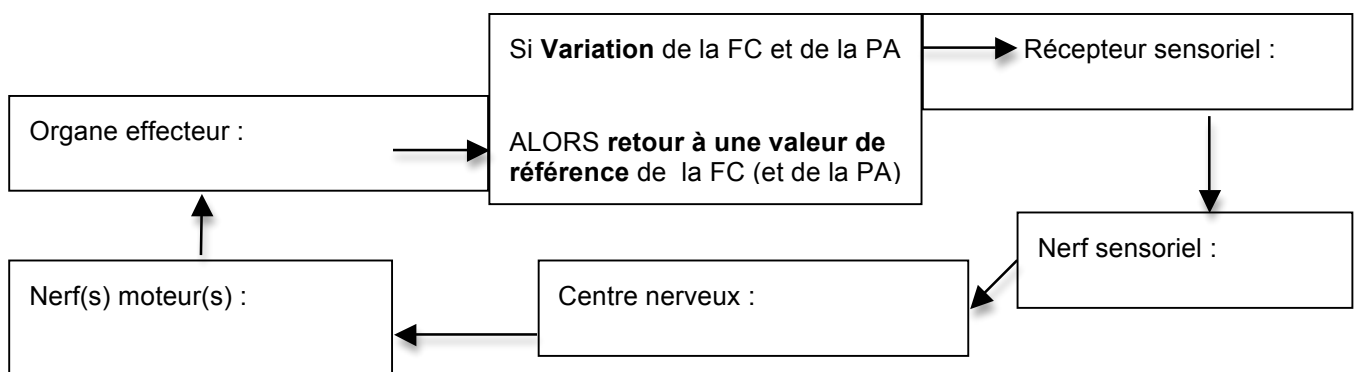 Si Variation de la FC et de la PA
ALORS retour à une valeur de
référence de la FC (et de la PA)
Récepteur sensoriel :
Nerf sensoriel :
Centre nerveux :
Nerf(s) moteur(s) :
Organe effecteur :